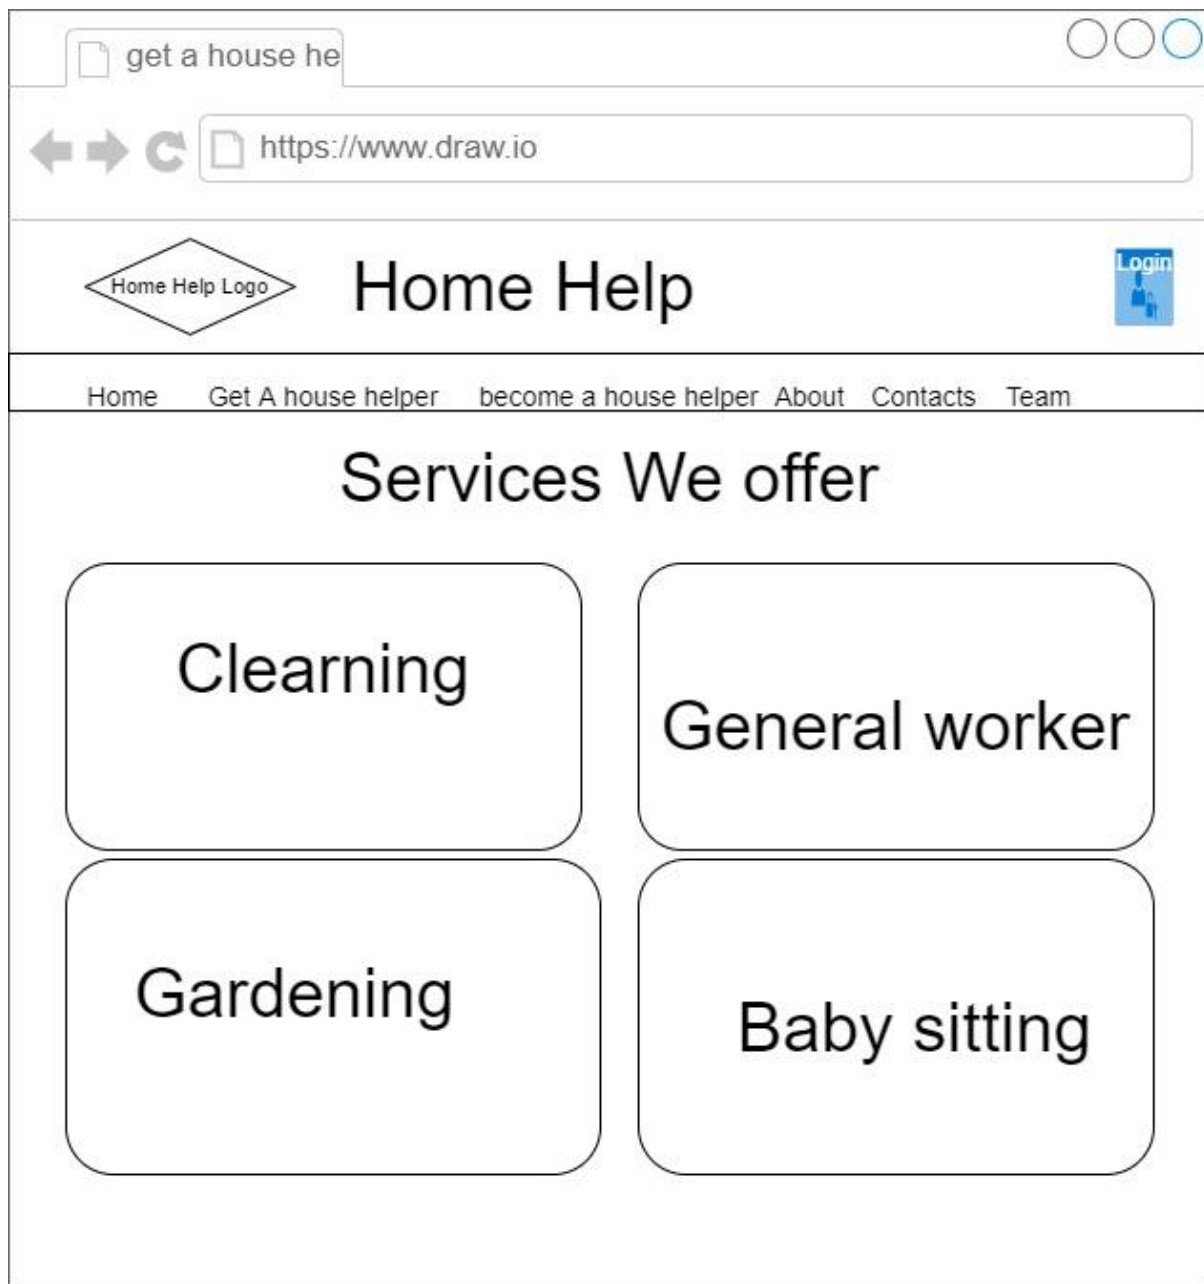 get a house he
https://www.draw.io
Home Help Logo
Home Help
Login
Home Get A house helper become a house helper About Contacts Team
Services We offer
Clearning
General worker
Gardening
Baby sitting